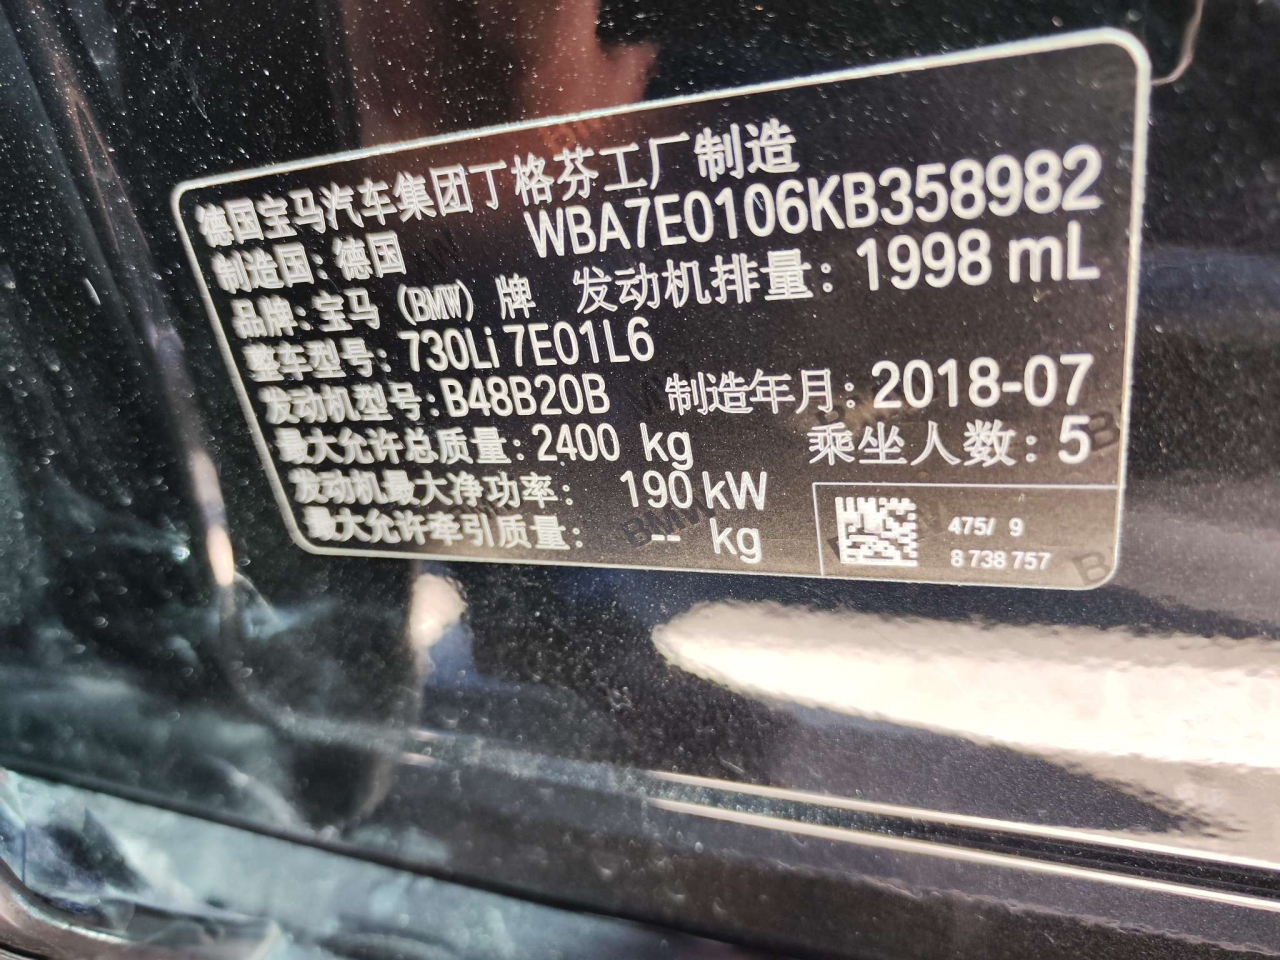 德国宝马汽车集团丁格芬工厂制造
制造国：德国 WBA7E0106KB358982
品牌：宝马（BMW）牌 发动机排量：1998 mL
整车型号：730Li 7E01L6
发动机型号：B48B20B 制造年月：2018-07
最大允许总质量：2400 kg 乘坐人数：5
发动机最大净功率： 190 kW
最大允许牵引质量： -- kg
475/ 9
8 738 757